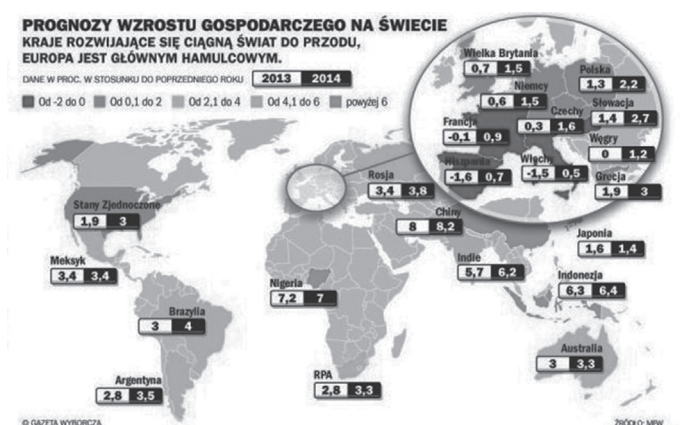 PROGNOZY WZROSTU GOSPODARCZEGO NA ŚWIECIE
KRAJE ROZWIJAJĄCE SIĘ CIĄGNĄ ŚWIAT DO PRZODU,
EUROPA JEST GŁÓWNYM HAMULCOWYM.
DANE W PROC. W STOSUNKU DO POPRZEDNIEGO ROKU 2013 2014
Od -2 do 0 Od 0,1 do 2 Od 2,1 do 4 Od 4,1 do 6 powyżej 6
Wielka Brytania
0,7 1,5
Polska
1,3 2,2
Niemcy
0,6 1,5
Słowacja
1,4 2,7
Czechy
0,3 1,6
Francja
-0,1 0,9
Węgry
0 1,2
Hiszpania
-1,6 0,7
Włochy
-1,5 0,5
Grecja
1,9 3
Rosja
3,4 3,8
Stany Zjednoczone
1,9 3
Chiny
8 8,2
Japonia
1,6 1,4
Meksyk
3,4 3,4
Indie
5,7 6,2
Indonezja
6,3 6,4
Nigeria
7,2 7
Brazylia
3 4
Australia
3 3,3
Argentyna
2,8 3,5
RPA
2,8 3,3
© GAZETA WYBORCZA
ŹRÓDŁO: MFW